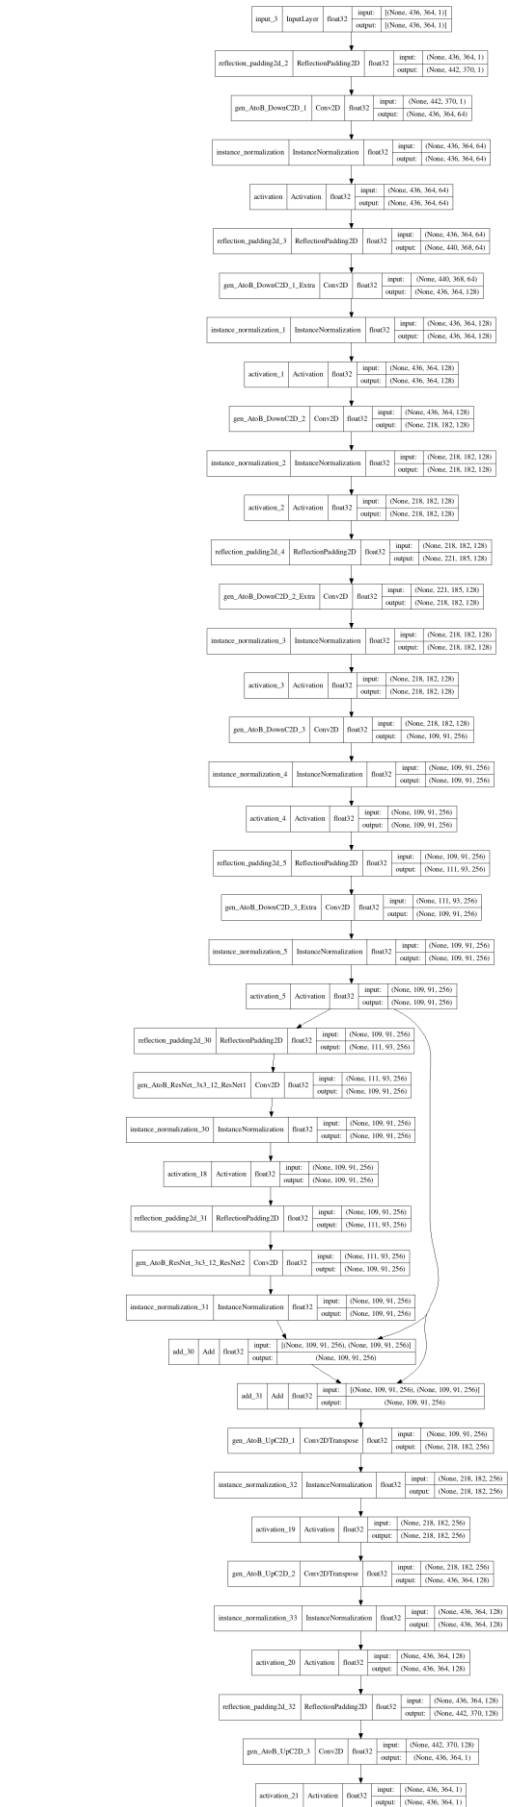 input_3 InputLayer float32 input: [(None, 436, 364, 1)]
output: [(None, 436, 364, 1)]
reflection_padding2d_2 ReflectionPadding2D float32 input: (None, 436, 364, 1)
output: (None, 442, 370, 1)
gen_AtoB_DownC2D_1 Conv2D float32 input: (None, 442, 370, 1)
output: (None, 436, 364, 64)
instance_normalization InstanceNormalization float32 input: (None, 436, 364, 64)
output: (None, 436, 364, 64)
activation Activation float32 input: (None, 436, 364, 64)
output: (None, 436, 364, 64)
reflection_padding2d_3 ReflectionPadding2D float32 input: (None, 436, 364, 64)
output: (None, 440, 368, 64)
gen_AtoB_DownC2D_1_Extra Conv2D float32 input: (None, 440, 368, 64)
output: (None, 436, 364, 128)
instance_normalization_1 InstanceNormalization float32 input: (None, 436, 364, 128)
output: (None, 436, 364, 128)
activation_1 Activation float32 input: (None, 436, 364, 128)
output: (None, 436, 364, 128)
gen_AtoB_DownC2D_2 Conv2D float32 input: (None, 436, 364, 128)
output: (None, 218, 182, 128)
instance_normalization_2 InstanceNormalization float32 input: (None, 218, 182, 128)
output: (None, 218, 182, 128)
activation_2 Activation float32 input: (None, 218, 182, 128)
output: (None, 218, 182, 128)
reflection_padding2d_4 ReflectionPadding2D float32 input: (None, 218, 182, 128)
output: (None, 221, 185, 128)
gen_AtoB_DownC2D_2_Extra Conv2D float32 input: (None, 221, 185, 128)
output: (None, 218, 182, 128)
instance_normalization_3 InstanceNormalization float32 input: (None, 218, 182, 128)
output: (None, 218, 182, 128)
activation_3 Activation float32 input: (None, 218, 182, 128)
output: (None, 218, 182, 128)
gen_AtoB_DownC2D_3 Conv2D float32 input: (None, 218, 182, 128)
output: (None, 109, 91, 256)
instance_normalization_4 InstanceNormalization float32 input: (None, 109, 91, 256)
output: (None, 109, 91, 256)
activation_4 Activation float32 input: (None, 109, 91, 256)
output: (None, 109, 91, 256)
reflection_padding2d_5 ReflectionPadding2D float32 input: (None, 109, 91, 256)
output: (None, 111, 93, 256)
gen_AtoB_DownC2D_3_Extra Conv2D float32 input: (None, 111, 93, 256)
output: (None, 109, 91, 256)
instance_normalization_5 InstanceNormalization float32 input: (None, 109, 91, 256)
output: (None, 109, 91, 256)
activation_5 Activation float32 input: (None, 109, 91, 256)
output: (None, 109, 91, 256)
reflection_padding2d_30 ReflectionPadding2D float32 input: (None, 109, 91, 256)
output: (None, 111, 93, 256)
gen_AtoB_ResNet_3x3_12_ResNet1 Conv2D float32 input: (None, 111, 93, 256)
output: (None, 109, 91, 256)
instance_normalization_30 InstanceNormalization float32 input: (None, 109, 91, 256)
output: (None, 109, 91, 256)
activation_18 Activation float32 input: (None, 109, 91, 256)
output: (None, 109, 91, 256)
reflection_padding2d_31 ReflectionPadding2D float32 input: (None, 109, 91, 256)
output: (None, 111, 93, 256)
gen_AtoB_ResNet_3x3_12_ResNet2 Conv2D float32 input: (None, 111, 93, 256)
output: (None, 109, 91, 256)
instance_normalization_31 InstanceNormalization float32 input: (None, 109, 91, 256)
output: (None, 109, 91, 256)
add_30 Add float32 input: [(None, 109, 91, 256), (None, 109, 91, 256)]
output: (None, 109, 91, 256)
add_31 Add float32 input: [(None, 109, 91, 256), (None, 109, 91, 256)]
output: (None, 109, 91, 256)
gen_AtoB_UpC2D_1 Conv2DTranspose float32 input: (None, 109, 91, 256)
output: (None, 218, 182, 256)
instance_normalization_32 InstanceNormalization float32 input: (None, 218, 182, 256)
output: (None, 218, 182, 256)
activation_19 Activation float32 input: (None, 218, 182, 256)
output: (None, 218, 182, 256)
gen_AtoB_UpC2D_2 Conv2DTranspose float32 input: (None, 218, 182, 256)
output: (None, 436, 364, 128)
instance_normalization_33 InstanceNormalization float32 input: (None, 436, 364, 128)
output: (None, 436, 364, 128)
activation_20 Activation float32 input: (None, 436, 364, 128)
output: (None, 436, 364, 128)
reflection_padding2d_32 ReflectionPadding2D float32 input: (None, 436, 364, 128)
output: (None, 442, 370, 128)
gen_AtoB_UpC2D_3 Conv2D float32 input: (None, 442, 370, 128)
output: (None, 436, 364, 1)
activation_21 Activation float32 input: (None, 436, 364, 1)
output: (None, 436, 364, 1)